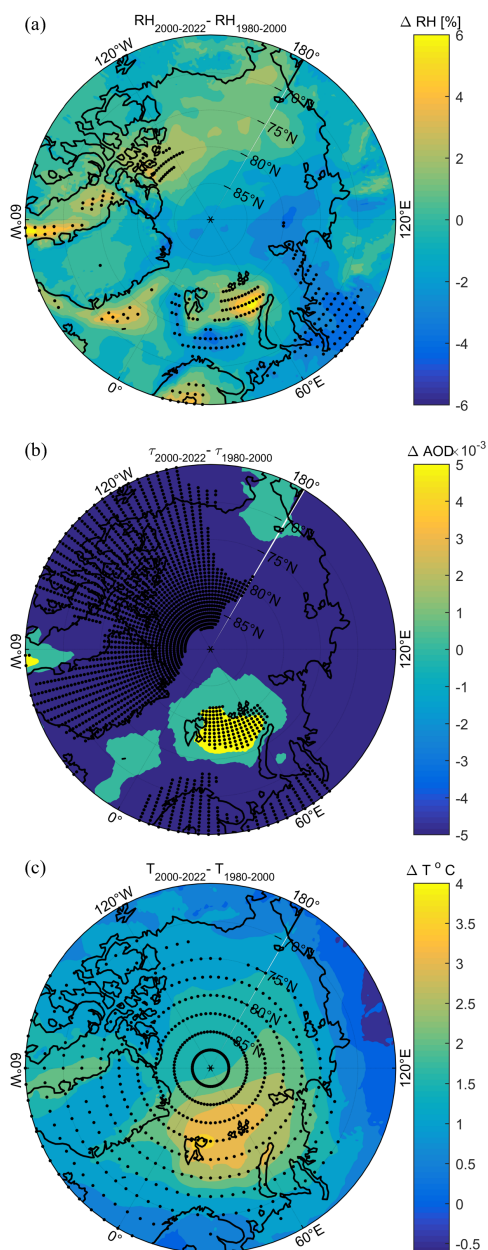 (a)
RH2000-2022 - RH1980-2000
Δ RH [%]
120°W
180°
70°N
75°N
80°N
85°N
60°W
120°E
0°
60°E
6
4
2
0
-2
-4
-6
(b)
τ2000-2022 - τ1980-2000
Δ AOD×10-3
120°W
180°
75°N
80°N
85°N
60°W
120°E
0°
60°E
5
4
3
2
1
0
-1
-2
-3
-4
-5
(c)
T2000-2022 - T1980-2000
Δ T ° C
120°W
180°
75°N
80°N
85°N
60°W
120°E
0°
60°E
4
3.5
3
2.5
2
1.5
1
0.5
0
-0.5